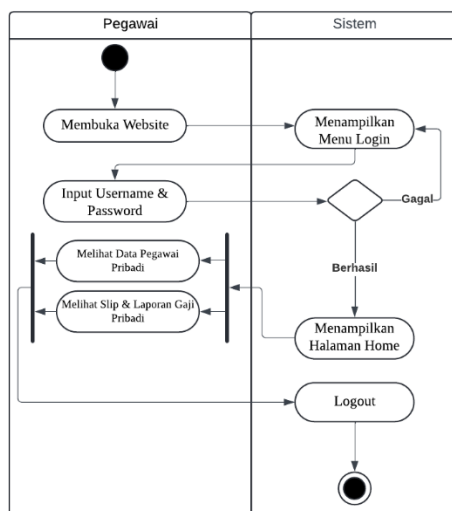 Pegawai
Sistem
Membuka Website
Menampilkan
Menu Login
Input Username &
Password
Gagal
Berhasil
Melihat Data Pegawai
Pribadi
Melihat Slip & Laporan Gaji
Pribadi
Menampilkan
Halaman Home
Logout